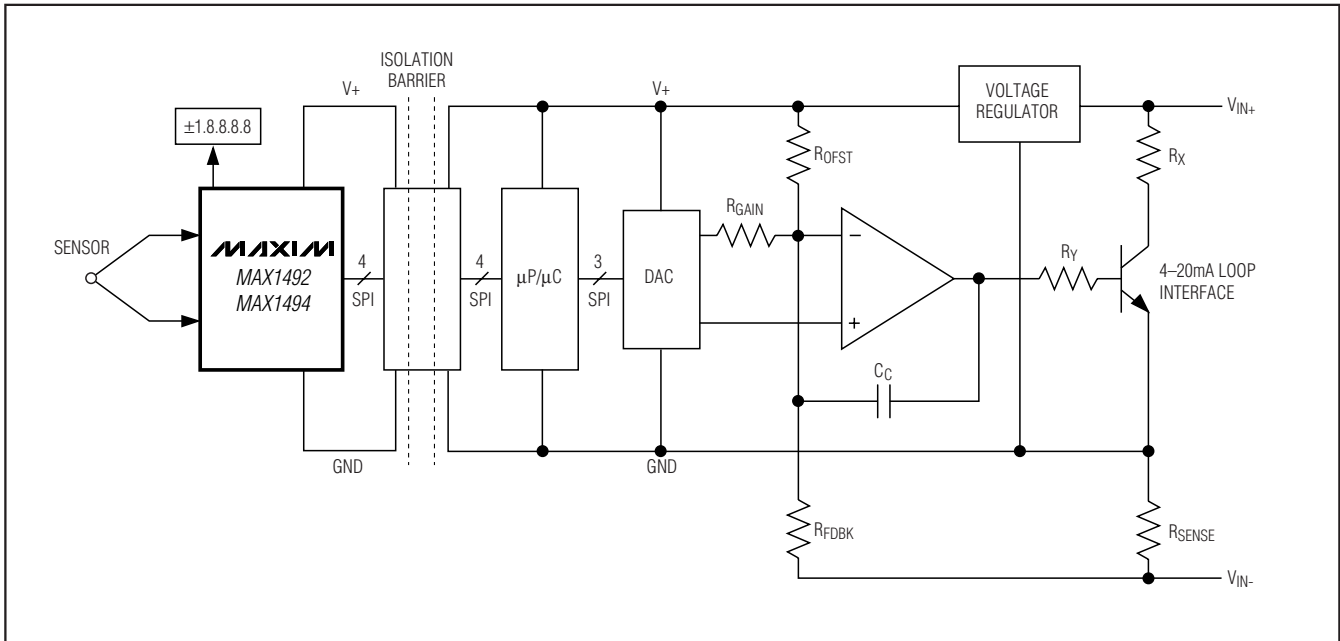 ISOLATION
BARRIER
V+
V+
VOLTAGE
REGULATOR
VIN+
±1.8.8.8.8
ROFST
RX
RGAIN
SENSOR
MAXIM
MAX1492
MAX1494
4
SPI
4
SPI
μP/μC
3
SPI
DAC
−
+
RY
4–20mA LOOP
INTERFACE
CC
GND
GND
RFDBK
RSENSE
VIN-